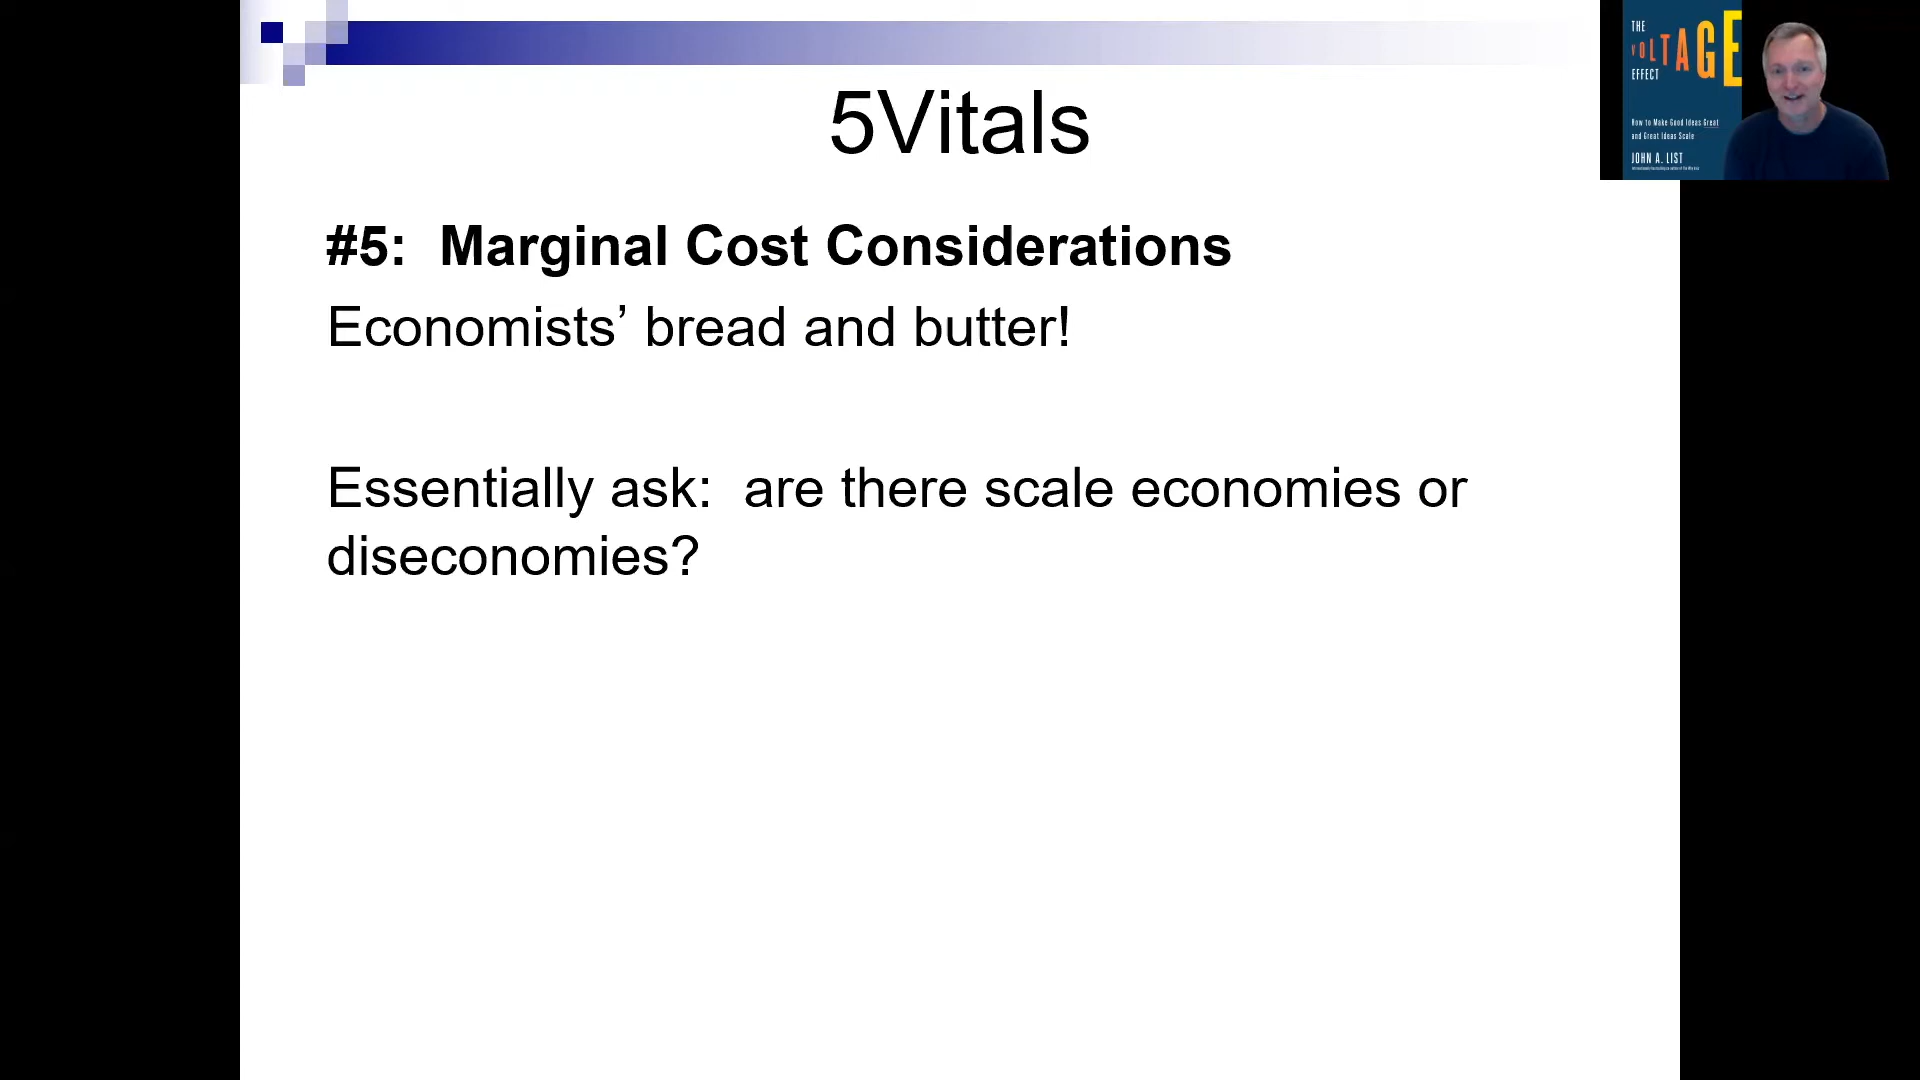 5Vitals
#5:  Marginal Cost Considerations
Economists’ bread and butter!
Essentially ask:  are there scale economies or
diseconomies?
THE
VOLTAGE
EFFECT
How to Make Good Ideas Great
and Great Ideas Scale
JOHN A. LIST